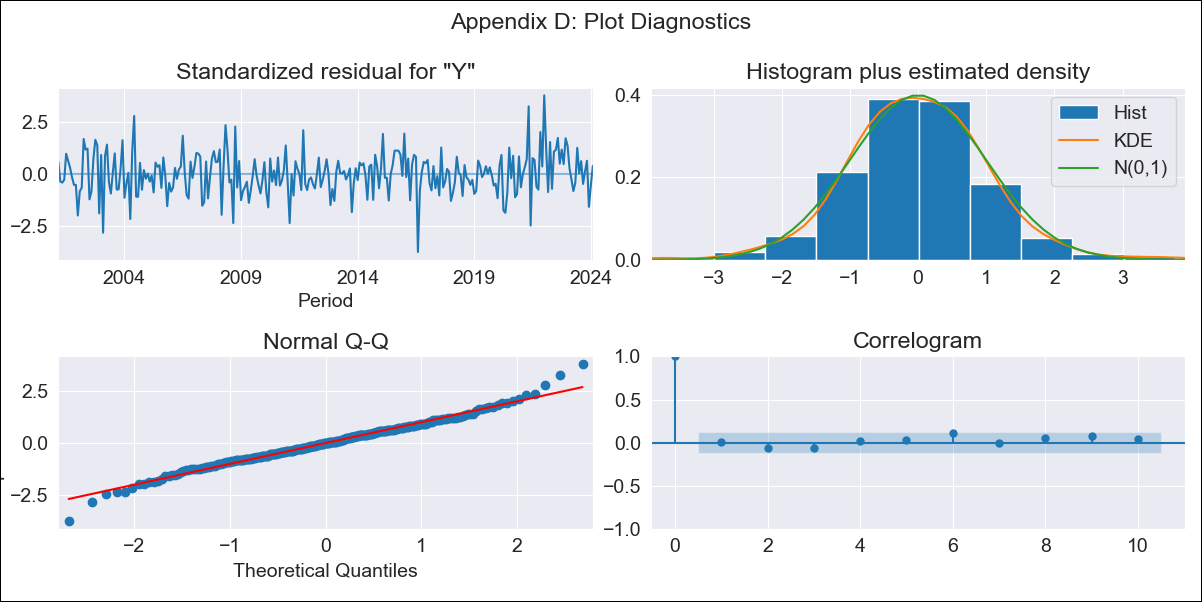 Appendix D: Plot Diagnostics
Standardized residual for "Y"
2.5
0.0
−2.5
2004 2009 2014 2019 2024
Period
Histogram plus estimated density
0.4
0.2
0.0
−3 −2 −1 0 1 2 3
Hist
KDE
N(0,1)
Normal Q-Q
2.5
0.0
−2.5
−2 −1 0 1 2
Theoretical Quantiles
Correlogram
1.0
0.5
0.0
−0.5
−1.0
0 2 4 6 8 10